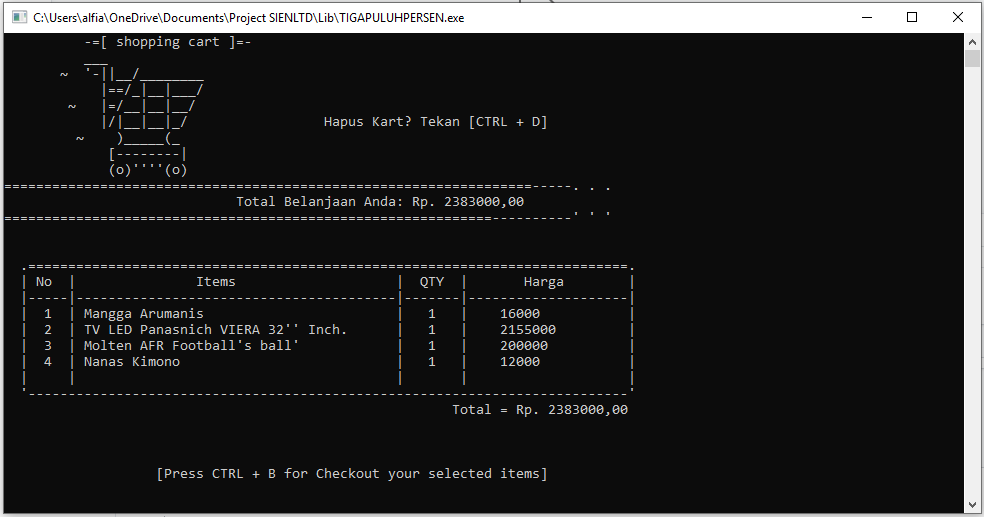 C:\Users\alfia\OneDrive\Documents\Project SIENLTD\Lib\TIGAPULUHPERSEN.exe
-=[ shopping cart ]=-
Hapus Kart? Tekan [CTRL + D]
Total Belanjaan Anda: Rp. 2383000,00
No | Items | QTY | Harga
1 | Mangga Arumanis | 1 | 16000
2 | TV LED Panasnich VIERA 32'' Inch. | 1 | 2155000
3 | Molten AFR Football's ball' | 1 | 200000
4 | Nanas Kimono | 1 | 12000
Total = Rp. 2383000,00
[Press CTRL + B for Checkout your selected items]